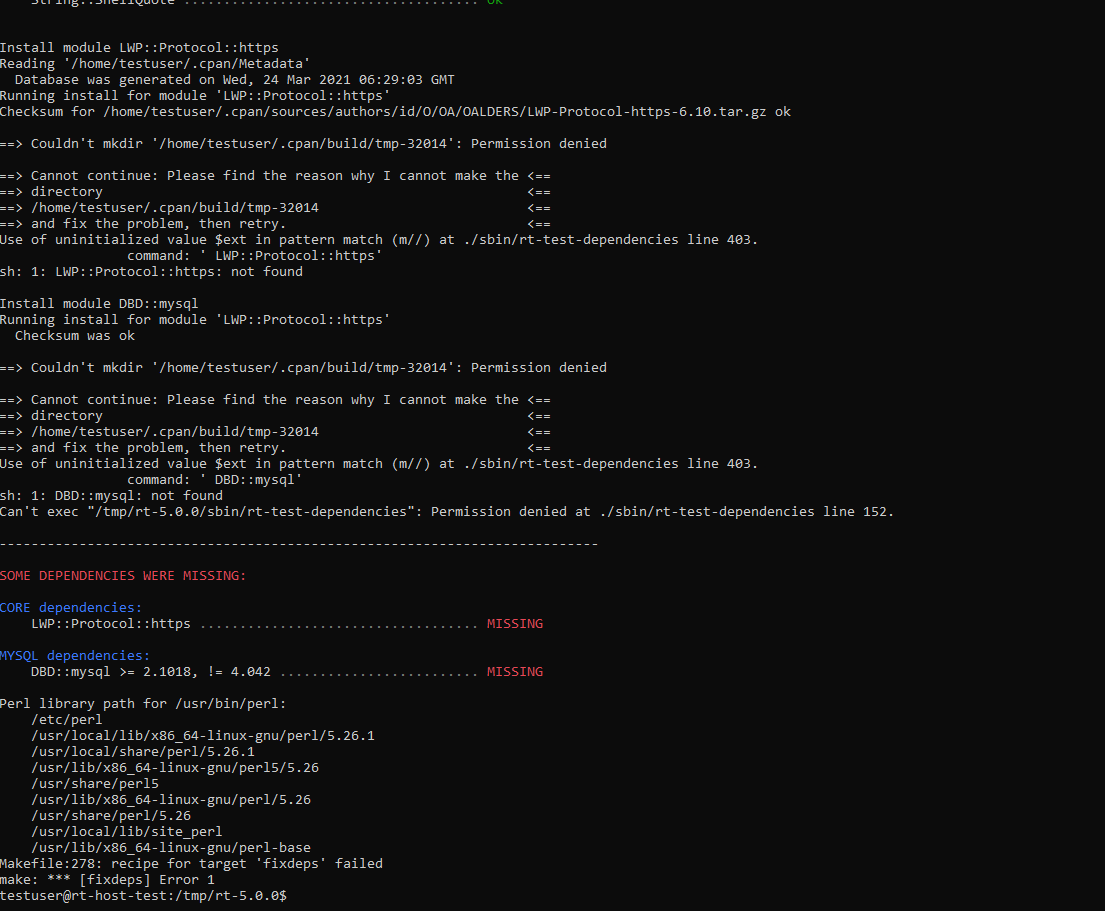 String::ShellQuote ..................................... ok
Install module LWP::Protocol::https
Reading '/home/testuser/.cpan/Metadata'
  Database was generated on Wed, 24 Mar 2021 06:29:03 GMT
Running install for module 'LWP::Protocol::https'
Checksum for /home/testuser/.cpan/sources/authors/id/O/OA/OALDERS/LWP-Protocol-https-6.10.tar.gz ok
==> Couldn't mkdir '/home/testuser/.cpan/build/tmp-32014': Permission denied
==> Cannot continue: Please find the reason why I cannot make the <==
==> directory                                                     <==
==> /home/testuser/.cpan/build/tmp-32014                          <==
==> and fix the problem, then retry.                              <==
Use of uninitialized value $ext in pattern match (m//) at ./sbin/rt-test-dependencies line 403.
                command: ' LWP::Protocol::https'
sh: 1: LWP::Protocol::https: not found
Install module DBD::mysql
Running install for module 'LWP::Protocol::https'
  Checksum was ok
==> Couldn't mkdir '/home/testuser/.cpan/build/tmp-32014': Permission denied
==> Cannot continue: Please find the reason why I cannot make the <==
==> directory                                                     <==
==> /home/testuser/.cpan/build/tmp-32014                          <==
==> and fix the problem, then retry.                              <==
Use of uninitialized value $ext in pattern match (m//) at ./sbin/rt-test-dependencies line 403.
                command: ' DBD::mysql'
sh: 1: DBD::mysql: not found
Can't exec "/tmp/rt-5.0.0/sbin/rt-test-dependencies": Permission denied at ./sbin/rt-test-dependencies line 152.
---------------------------------------------------------------------------
SOME DEPENDENCIES WERE MISSING:
CORE dependencies:
    LWP::Protocol::https ................................... MISSING
MYSQL dependencies:
    DBD::mysql >= 2.1018, != 4.042 ......................... MISSING
Perl library path for /usr/bin/perl:
    /etc/perl
    /usr/local/lib/x86_64-linux-gnu/perl/5.26.1
    /usr/local/share/perl/5.26.1
    /usr/lib/x86_64-linux-gnu/perl5/5.26
    /usr/share/perl5
    /usr/lib/x86_64-linux-gnu/perl/5.26
    /usr/share/perl/5.26
    /usr/local/lib/site_perl
    /usr/lib/x86_64-linux-gnu/perl-base
Makefile:278: recipe for target 'fixdeps' failed
make: *** [fixdeps] Error 1
testuser@rt-host-test:/tmp/rt-5.0.0$